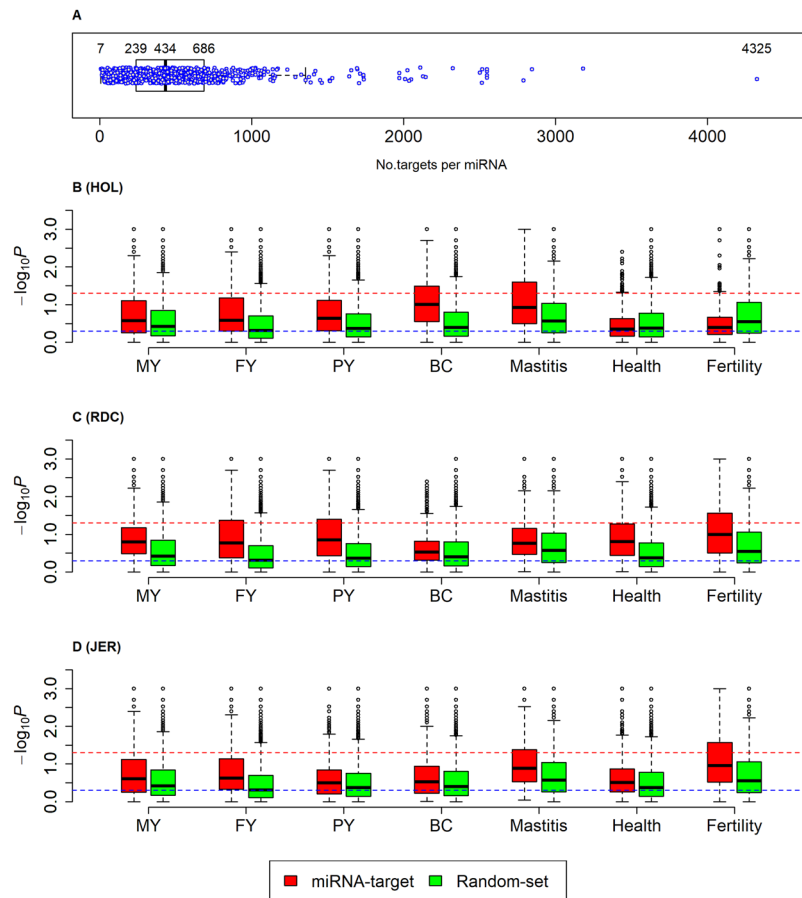 A
7 239 434 686 4325
0 1000 2000 3000 4000
No.targets per miRNA
B (HOL)
−log10P
0.0 1.0 2.0 3.0
MY FY PY BC Mastitis Health Fertility
C (RDC)
−log10P
0.0 1.0 2.0 3.0
MY FY PY BC Mastitis Health Fertility
D (JER)
−log10P
0.0 1.0 2.0 3.0
MY FY PY BC Mastitis Health Fertility
miRNA-target Random-set